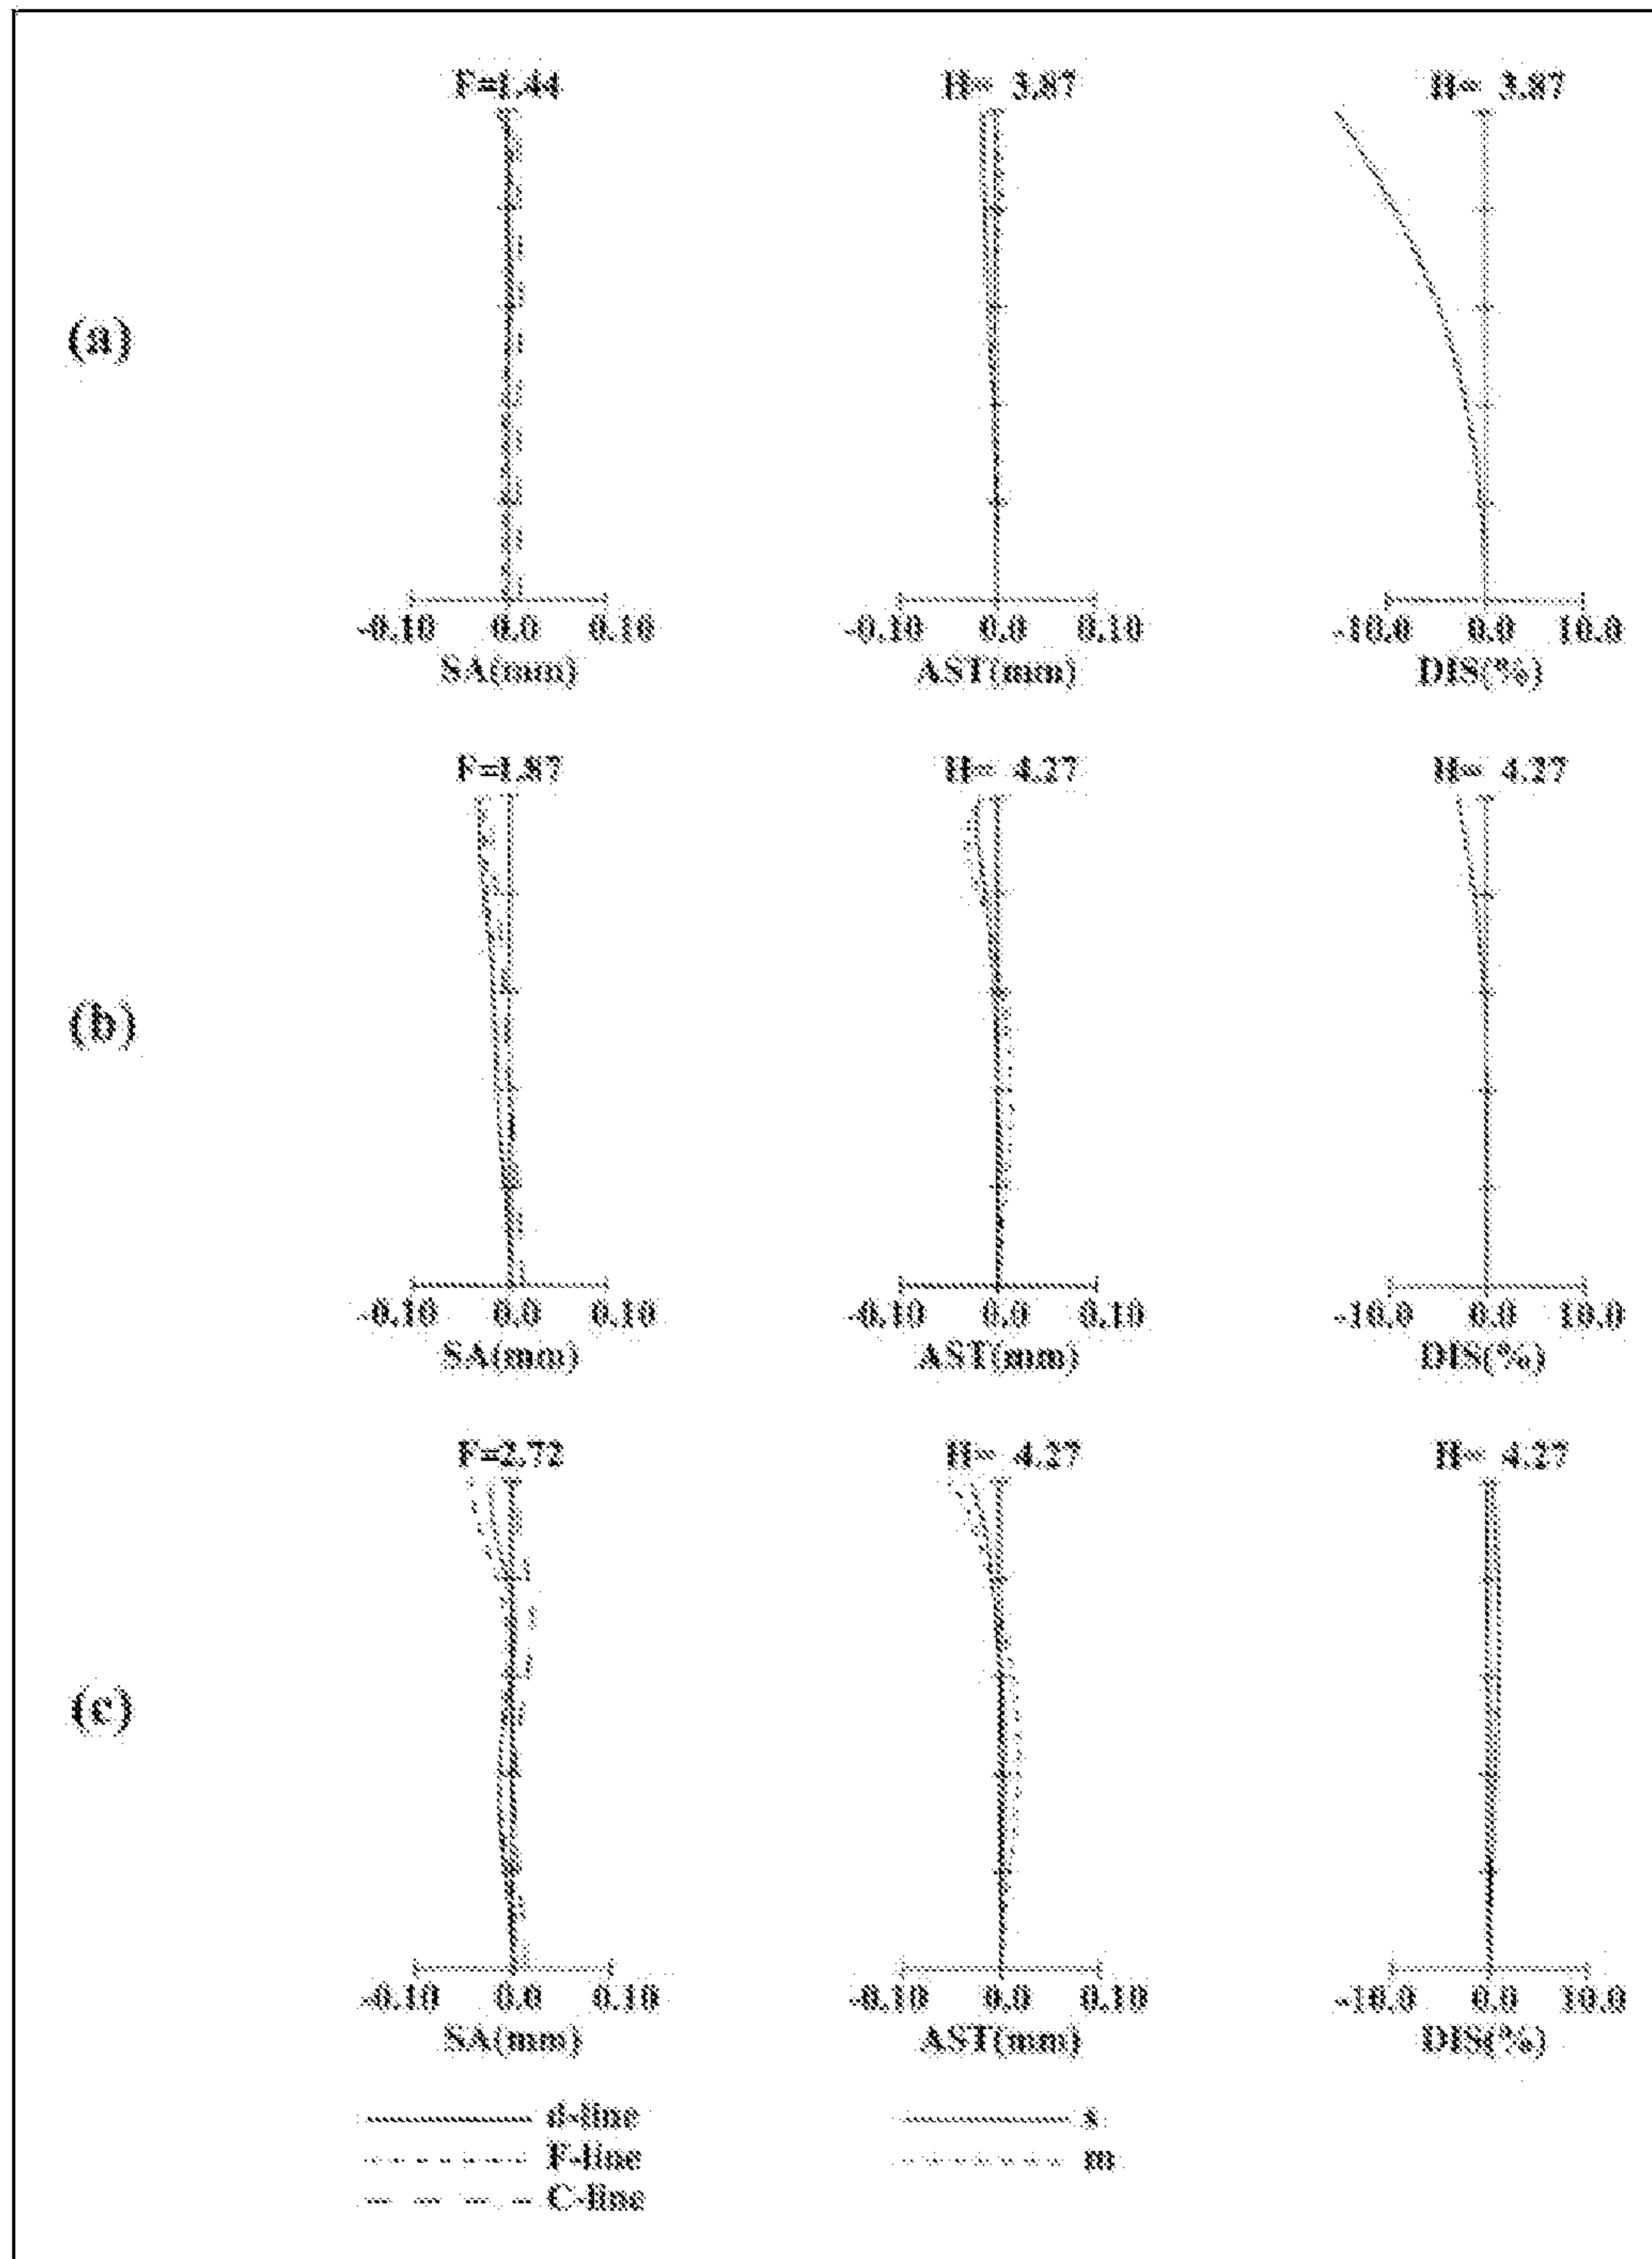 F=1.44 H= 3.87 H= 3.87
(a)
-0.10 0.0 0.10 -0.10 0.0 0.10 -10.0 0.0 10.0
SA(mm) AST(mm) DIS(%)
F=1.87 H= 4.27 H= 4.27
(b)
-0.10 0.0 0.10 -0.10 0.0 0.10 -10.0 0.0 10.0
SA(mm) AST(mm) DIS(%)
F=2.72 H= 4.27 H= 4.27
(c)
-0.10 0.0 0.10 -0.10 0.0 0.10 -10.0 0.0 10.0
SA(mm) AST(mm) DIS(%)
d-line s
F-line m
C-line